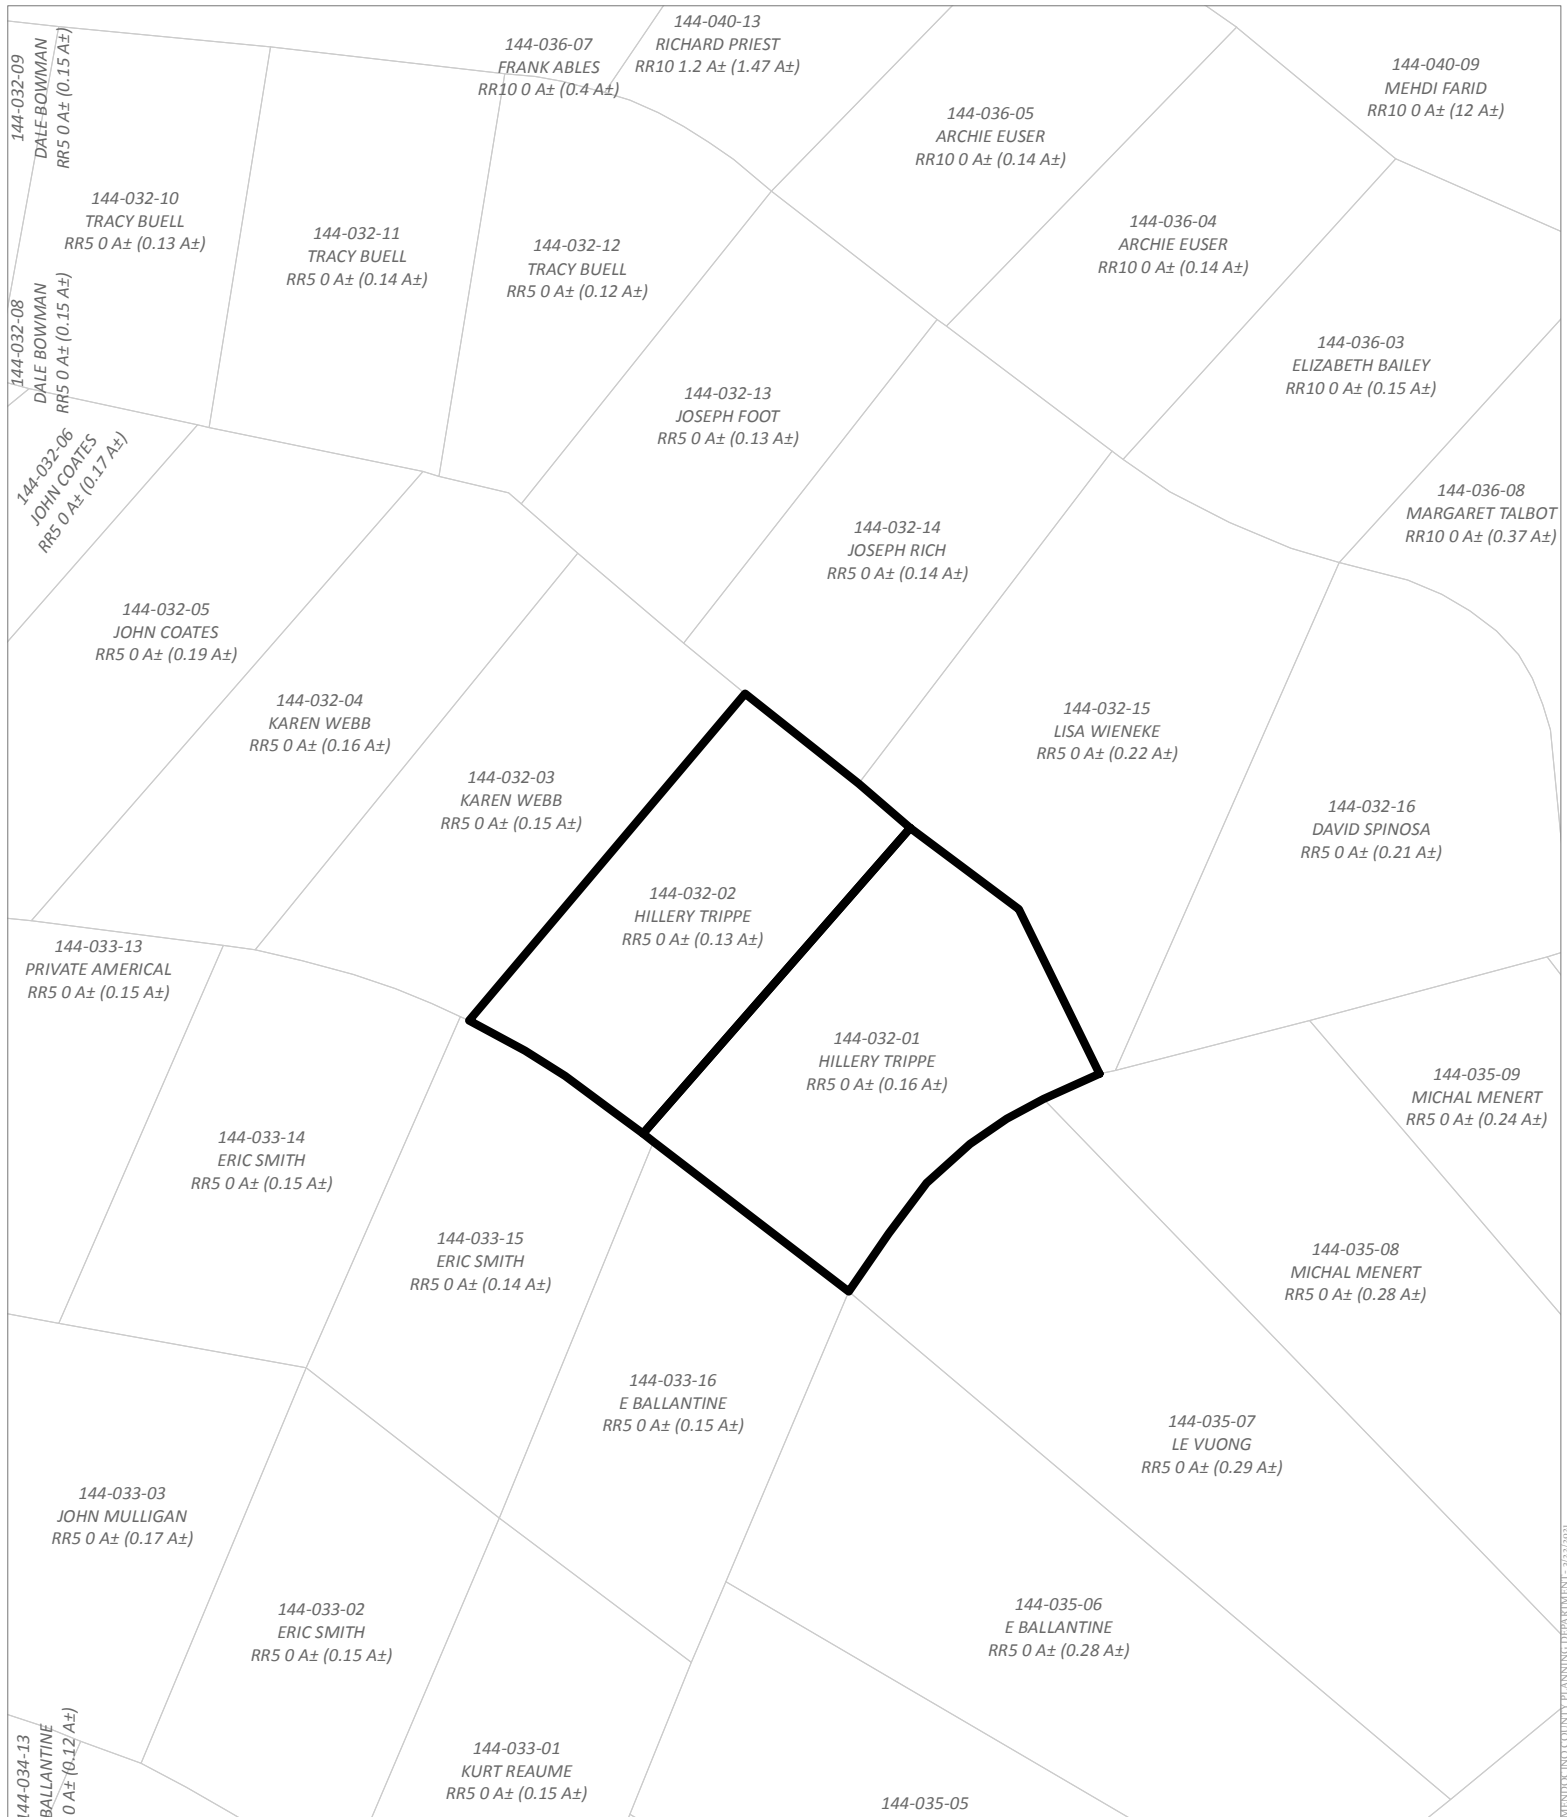 144-032-09
DALE BOWMAN
RR5 0 A± (0.15 A±)
144-036-07
FRANK ABLES
RR10 0 A± (0.4 A±)
144-040-13
RICHARD PRIEST
RR10 1.2 A± (1.47 A±)
144-040-09
MEHDI FARID
RR10 0 A± (12 A±)
144-036-05
ARCHIE EUSER
RR10 0 A± (0.14 A±)
144-032-10
TRACY BUELL
RR5 0 A± (0.13 A±)
144-032-11
TRACY BUELL
RR5 0 A± (0.14 A±)
144-032-12
TRACY BUELL
RR5 0 A± (0.12 A±)
144-036-04
ARCHIE EUSER
RR10 0 A± (0.14 A±)
144-032-08
DALE BOWMAN
RR5 0 A± (0.15 A±)
144-036-03
ELIZABETH BAILEY
RR10 0 A± (0.15 A±)
144-032-13
JOSEPH FOOT
RR5 0 A± (0.13 A±)
144-032-06
JOHN COATES
RR5 0 A± (0.17 A±)
144-036-08
MARGARET TALBOT
RR10 0 A± (0.37 A±)
144-032-14
JOSEPH RICH
RR5 0 A± (0.14 A±)
144-032-05
JOHN COATES
RR5 0 A± (0.19 A±)
144-032-04
KAREN WEBB
RR5 0 A± (0.16 A±)
144-032-15
LISA WIENEKE
RR5 0 A± (0.22 A±)
144-032-03
KAREN WEBB
RR5 0 A± (0.15 A±)
144-032-16
DAVID SPINOSA
RR5 0 A± (0.21 A±)
144-032-02
HILLERY TRIPPE
RR5 0 A± (0.13 A±)
144-033-13
PRIVATE AMERICAL
RR5 0 A± (0.15 A±)
144-032-01
HILLERY TRIPPE
RR5 0 A± (0.16 A±)
144-035-09
MICHAL MENERT
RR5 0 A± (0.24 A±)
144-033-14
ERIC SMITH
RR5 0 A± (0.15 A±)
144-033-15
ERIC SMITH
RR5 0 A± (0.14 A±)
144-035-08
MICHAL MENERT
RR5 0 A± (0.28 A±)
144-033-16
E BALLANTINE
RR5 0 A± (0.15 A±)
144-035-07
LE VUONG
RR5 0 A± (0.29 A±)
144-033-03
JOHN MULLIGAN
RR5 0 A± (0.17 A±)
144-033-02
ERIC SMITH
RR5 0 A± (0.15 A±)
144-035-06
E BALLANTINE
RR5 0 A± (0.28 A±)
144-034-13
BALLANTINE
0 A± (0.12 A±)
144-033-01
KURT REAUME
RR5 0 A± (0.15 A±)
144-035-05
MENDOCINO COUNTY PLANNING DEPARTMENT